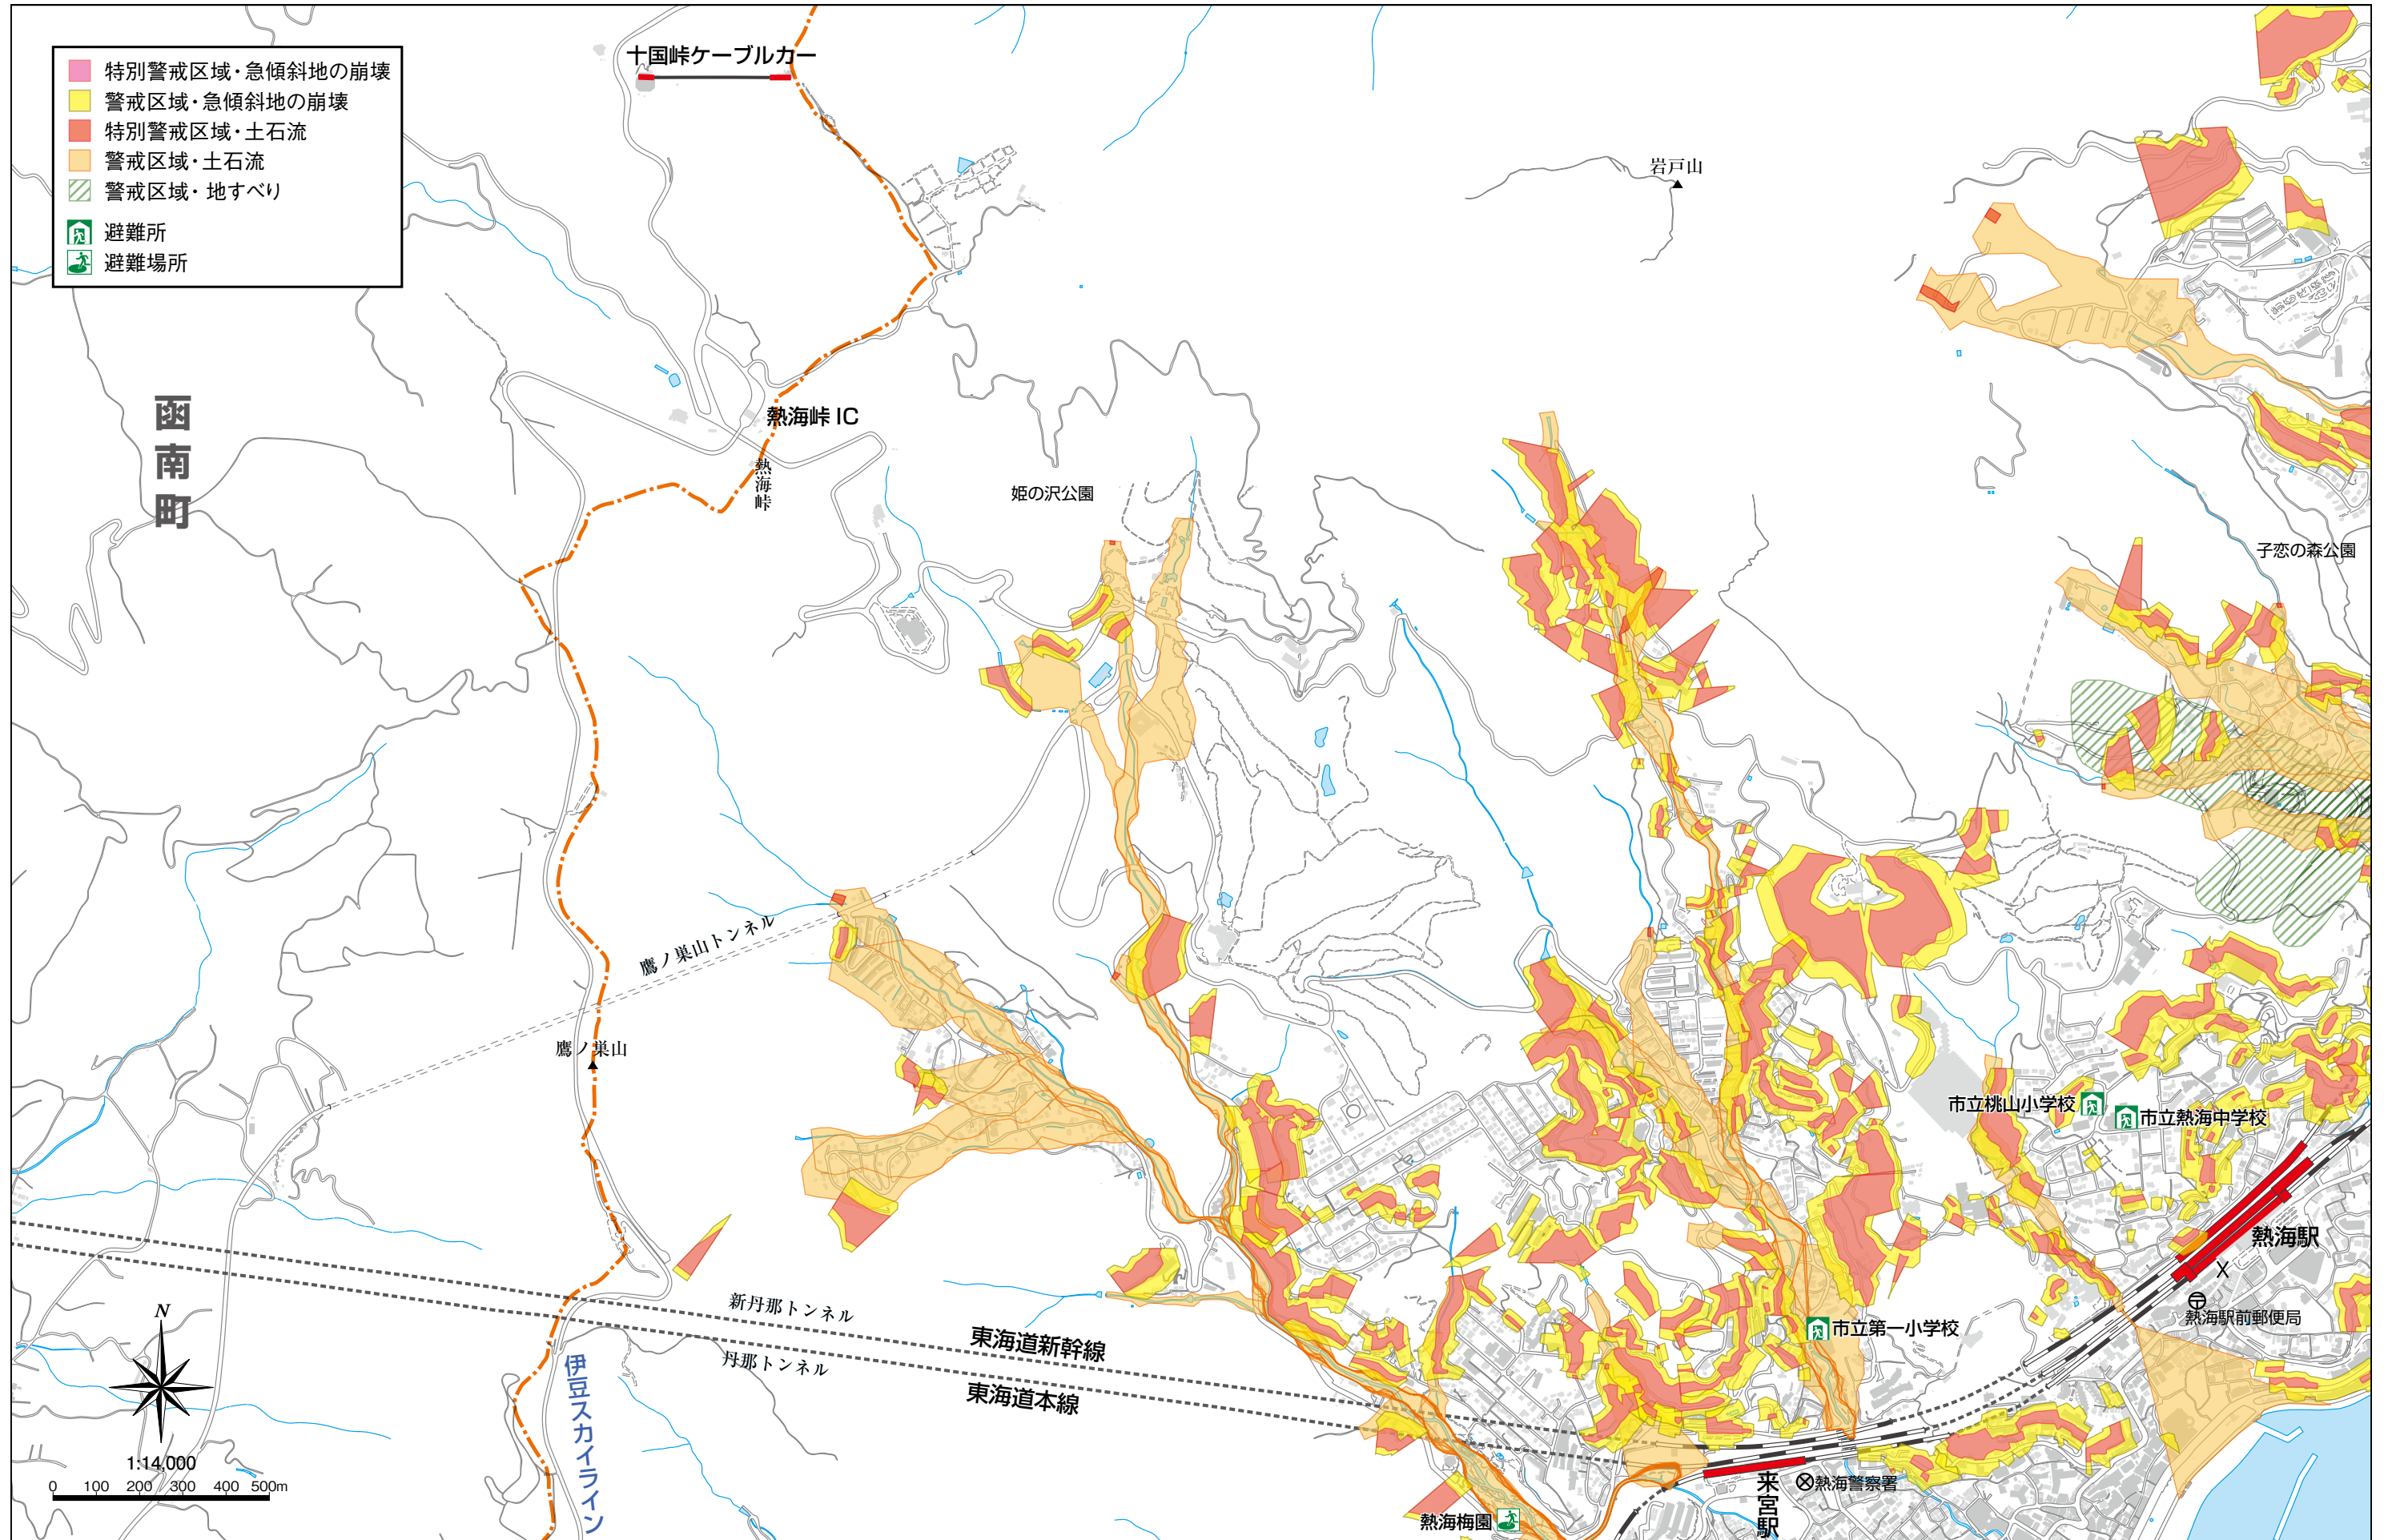 特別警戒区域・急傾斜地の崩壊
警戒区域・急傾斜地の崩壊
特別警戒区域・土石流
警戒区域・土石流
警戒区域・地すべり
避難所
避難場所
十国峠ケーブルカー
岩戸山
函南町
熱海峠 IC
熱海峠
姫の沢公園
子恋の森公園
鷹ノ巣山トンネル
鷹ノ巣山
市立桃山小学校
市立熱海中学校
熱海駅
熱海駅前郵便局
新丹那トンネル
東海道新幹線
丹那トンネル
東海道本線
市立第一小学校
伊豆スカイライン
N
1:14,000
0 100 200 300 400 500m
来宮駅
熱海警察署
熱海梅園